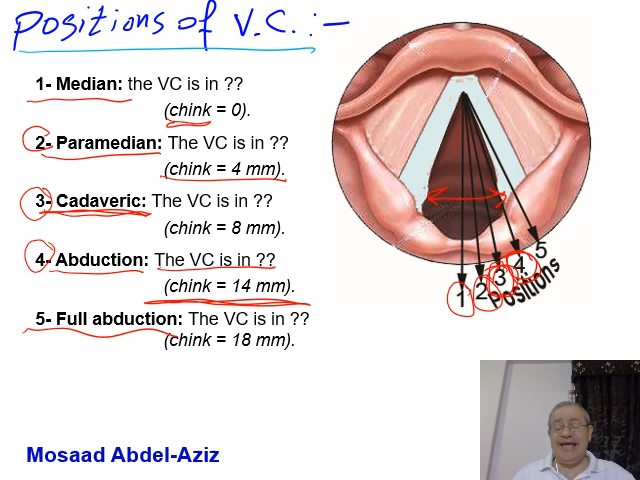 Positions of V.C. :-
1- Median: the VC is in ??
(chink = 0).
2- Paramedian: The VC is in ??
(chink = 4 mm).
3- Cadaveric: The VC is in ??
(chink = 8 mm).
4- Abduction: The VC is in ??
(chink = 14 mm).
5- Full abduction: The VC is in ??
(chink = 18 mm).
1 2 3 4 5
Positions
Mosaad Abdel-Aziz